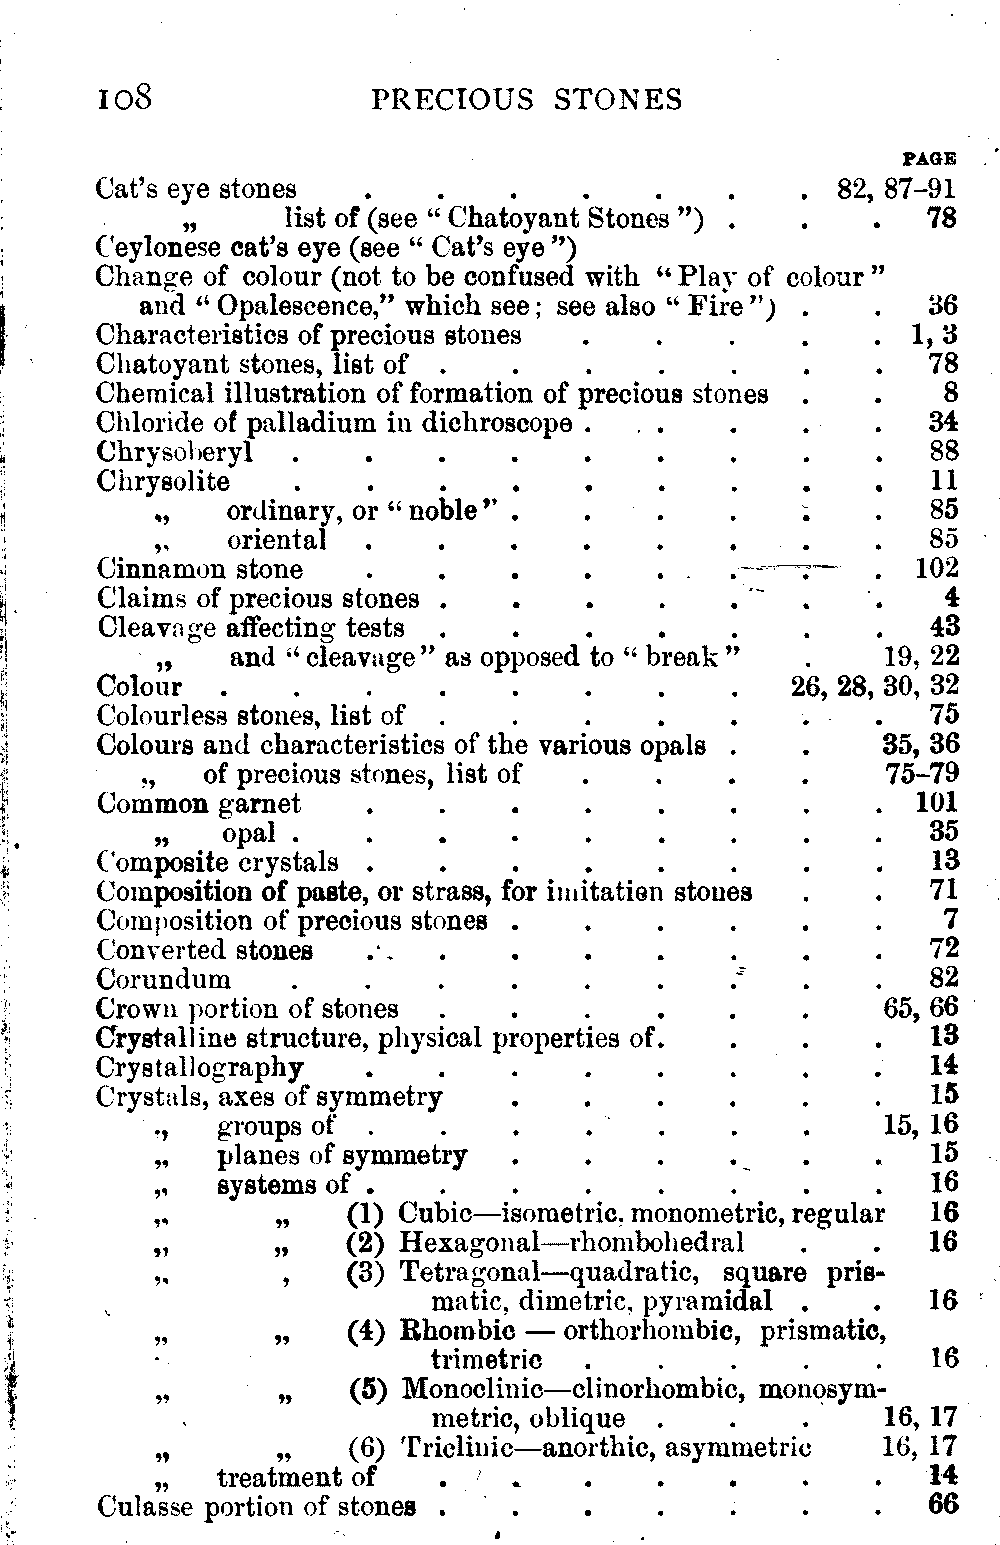 108 PRECIOUS STONES
PAGE
Cat's eye stones . . . . . . . 82, 87–91
„ list of (see “Chatoyant Stones”) . . . 78
Ceylonese cat's eye (see “Cat's eye”)
Change of colour (not to be confused with “Play of colour”
and “Opalescence,” which see; see also “Fire”) . . 36
Characteristics of precious stones . . . . . 1, 3
Chatoyant stones, list of . . . . . . . 78
Chemical illustration of formation of precious stones . . 8
Chloride of palladium in dichroscope . . . . . 34
Chrysoberyl . . . . . . . . . 88
Chrysolite . . . . . . . . . 11
„ ordinary, or “noble” . . . . . . 85
„ oriental . . . . . . . . 85
Cinnamon stone . . . . . . . . 102
Claims of precious stones . . . . . . . 4
Cleavage affecting tests . . . . . . . 43
„ and “cleavage” as opposed to “break” . 19, 22
Colour . . . . . . . . 26, 28, 30, 32
Colourless stones, list of . . . . . . . 75
Colours and characteristics of the various opals . . 35, 36
„ of precious stones, list of . . . . 75–79
Common garnet . . . . . . . . 101
„ opal . . . . . . . . . 35
Composite crystals . . . . . . . . 13
Composition of paste, or strass, for imitation stones . . 71
Composition of precious stones . . . . . . 7
Converted stones . . . . . . . . 72
Corundum . . . . . . . . . 82
Crown portion of stones . . . . . . 65, 66
Crystalline structure, physical properties of . . . . 13
Crystallography . . . . . . . . 14
Crystals, axes of symmetry . . . . . . 15
„ groups of . . . . . . . 15, 16
„ planes of symmetry . . . . . . 15
„ systems of . . . . . . . . 16
„ „ (1) Cubic—isometric, monometric, regular 16
„ „ (2) Hexagonal—rhombohedral . . 16
„ „ (3) Tetragonal—quadratic, square pris-
matic, dimetric, pyramidal . . 16
„ „ (4) Rhombic — orthorhombic, prismatic,
trimetric . . . . . 16
„ „ (5) Monoclinic—clinorhombic, monosym-
metric, oblique . . . 16, 17
„ „ (6) Triclinic—anorthic, asymmetric 16, 17
„ treatment of . . . . . . . 14
Culasse portion of stones . . . . . . . 66